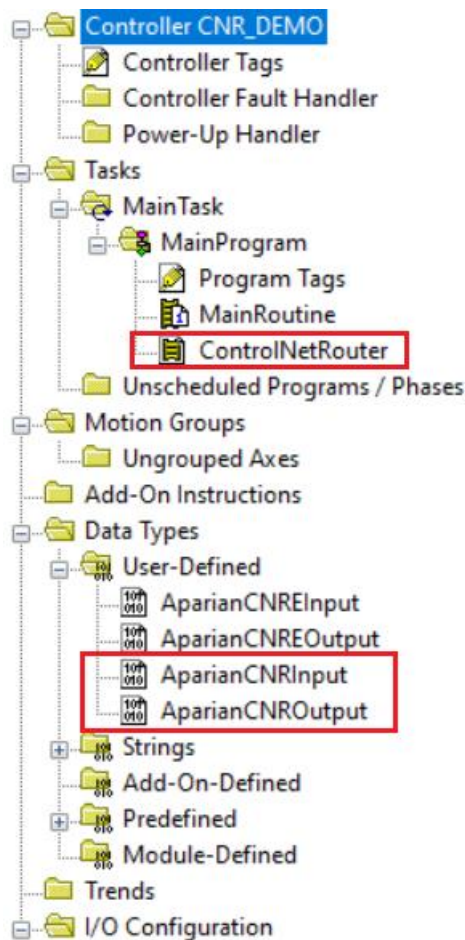 Controller CNR_DEMO
Controller Tags
Controller Fault Handler
Power-Up Handler
Tasks
MainTask
MainProgram
Program Tags
MainRoutine
ControlNetRouter
Unscheduled Programs / Phases
Motion Groups
Ungrouped Axes
Add-On Instructions
Data Types
User-Defined
AparianCNREInput
AparianCNREOutput
AparianCNRInput
AparianCNROutput
Strings
Add-On-Defined
Predefined
Module-Defined
Trends
I/O Configuration